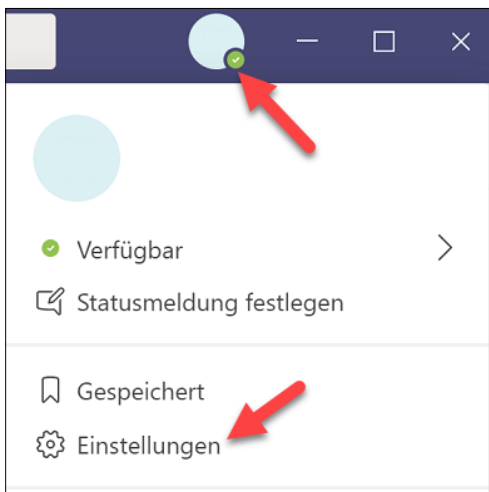 Verfügbar
Statusmeldung festlegen
Gespeichert
Einstellungen